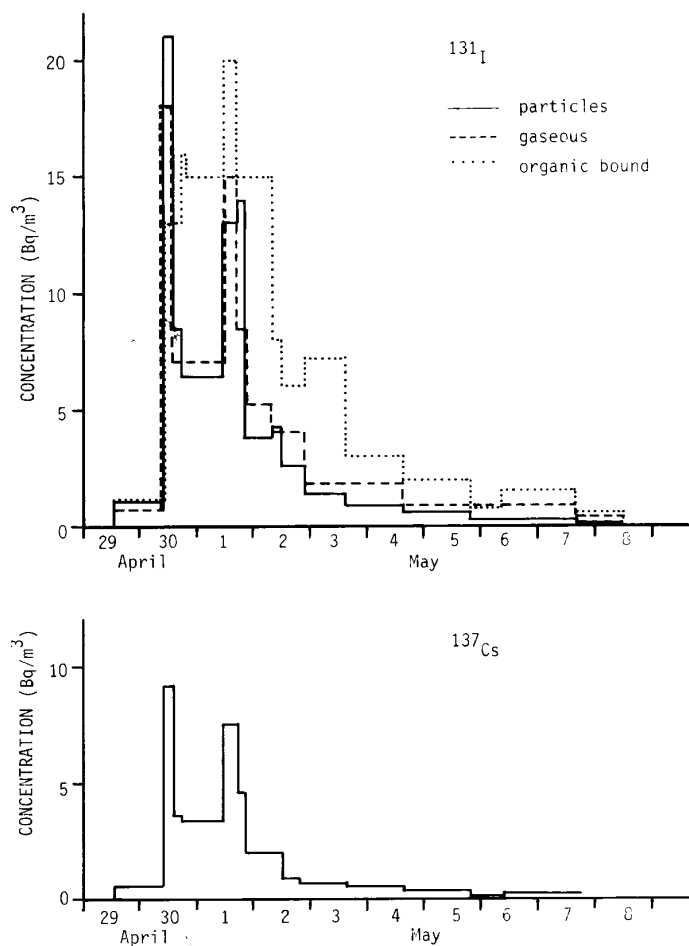 131I
particles
gaseous
organic bound
CONCENTRATION (Bq/m3)
20
15
10
5
0
29 30 1 2 3 4 5 6 7 8
April May
137Cs
CONCENTRATION (Bq/m3)
10
5
0
29 30 1 2 3 4 5 6 7 8
April May